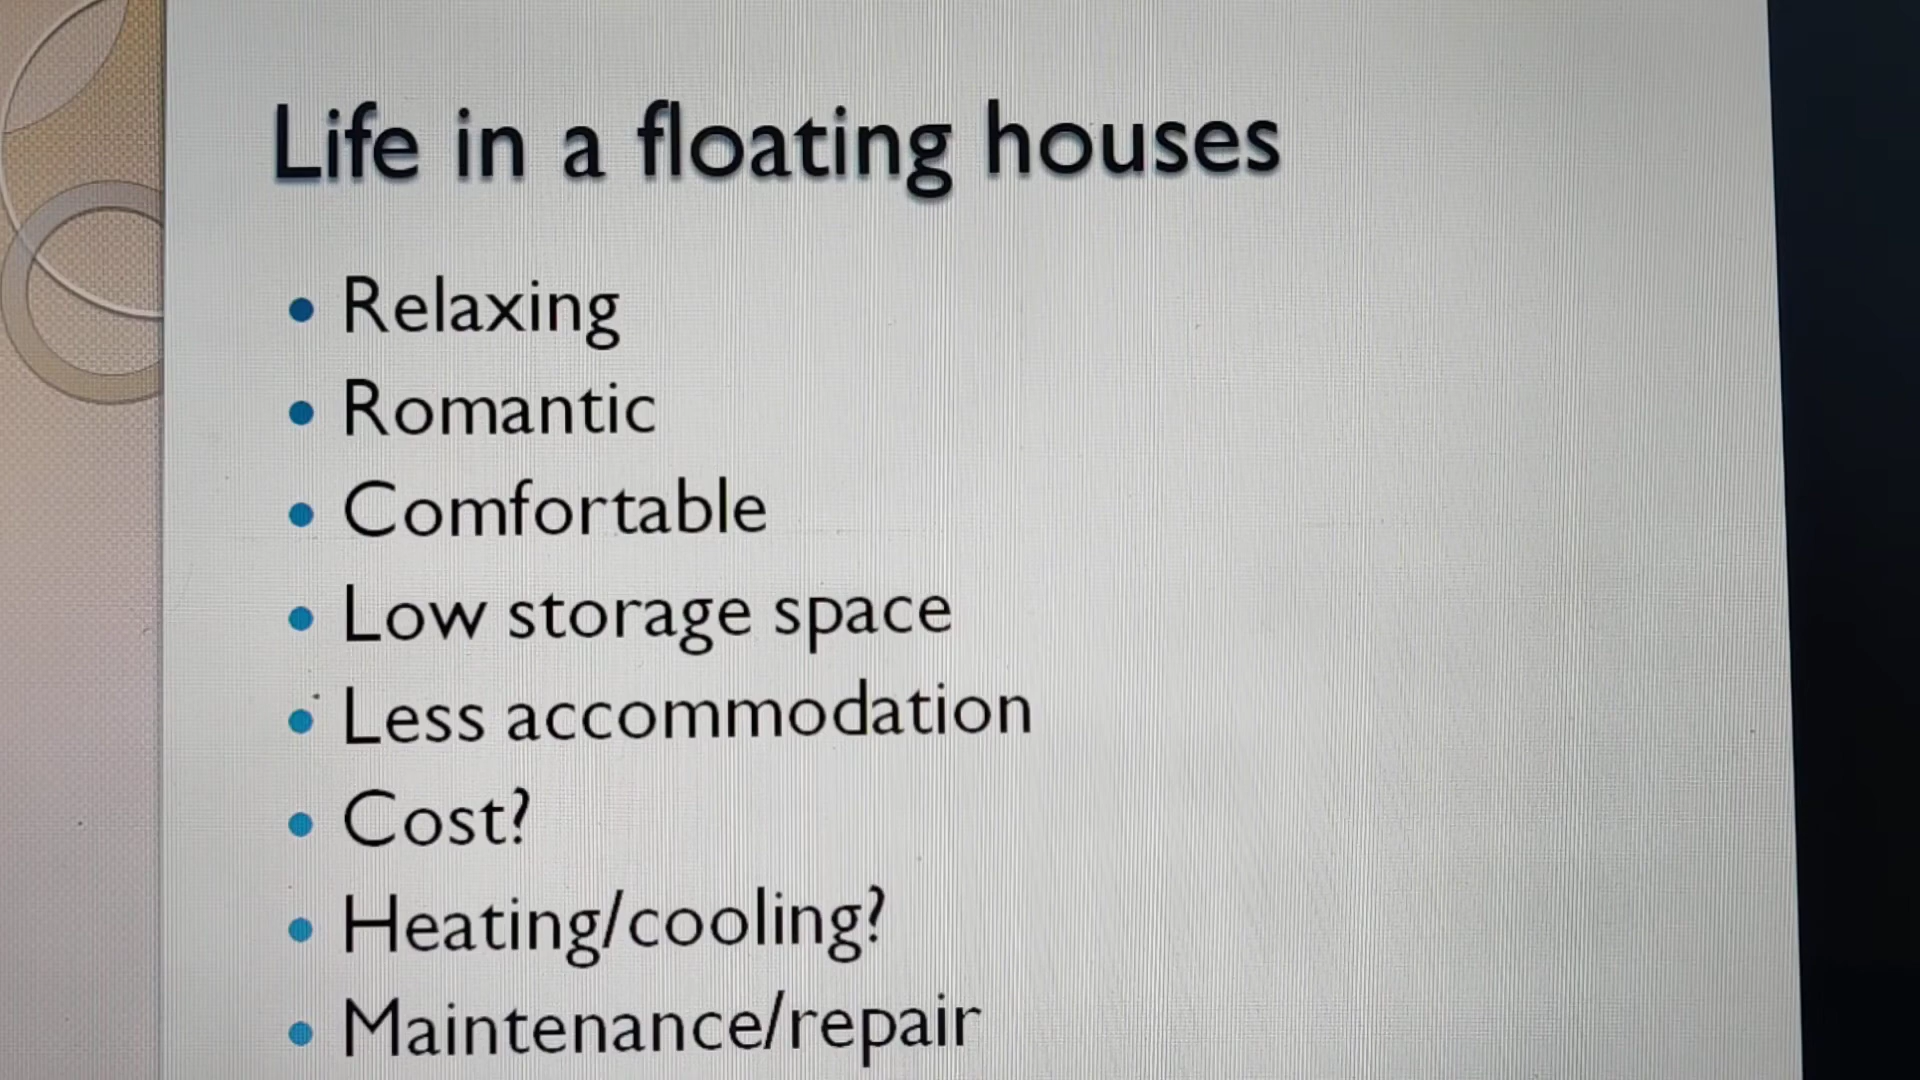 Life in a floating houses
• Relaxing
• Romantic
• Comfortable
• Low storage space
• Less accommodation
• Cost?
• Heating/cooling?
• Maintenance/repair